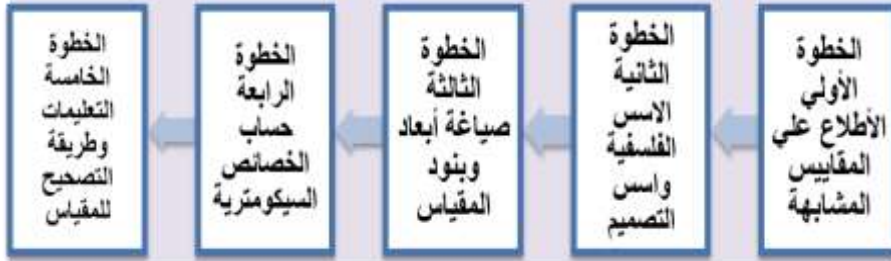 الخطوة
الأولي
الأطلاع علي
المقاييس
المشابهة
الخطوة
الثانية
الاسس
الفلسفية
واسس
التصميم
الخطوة
الثالثة
صياغة أبعاد
وبنود
المقياس
الخطوة
الرابعة
حساب
الخصائص
السيكومترية
الخطوة
الخامسة
التعليمات
وطريقة
التصحيح
للمقياس